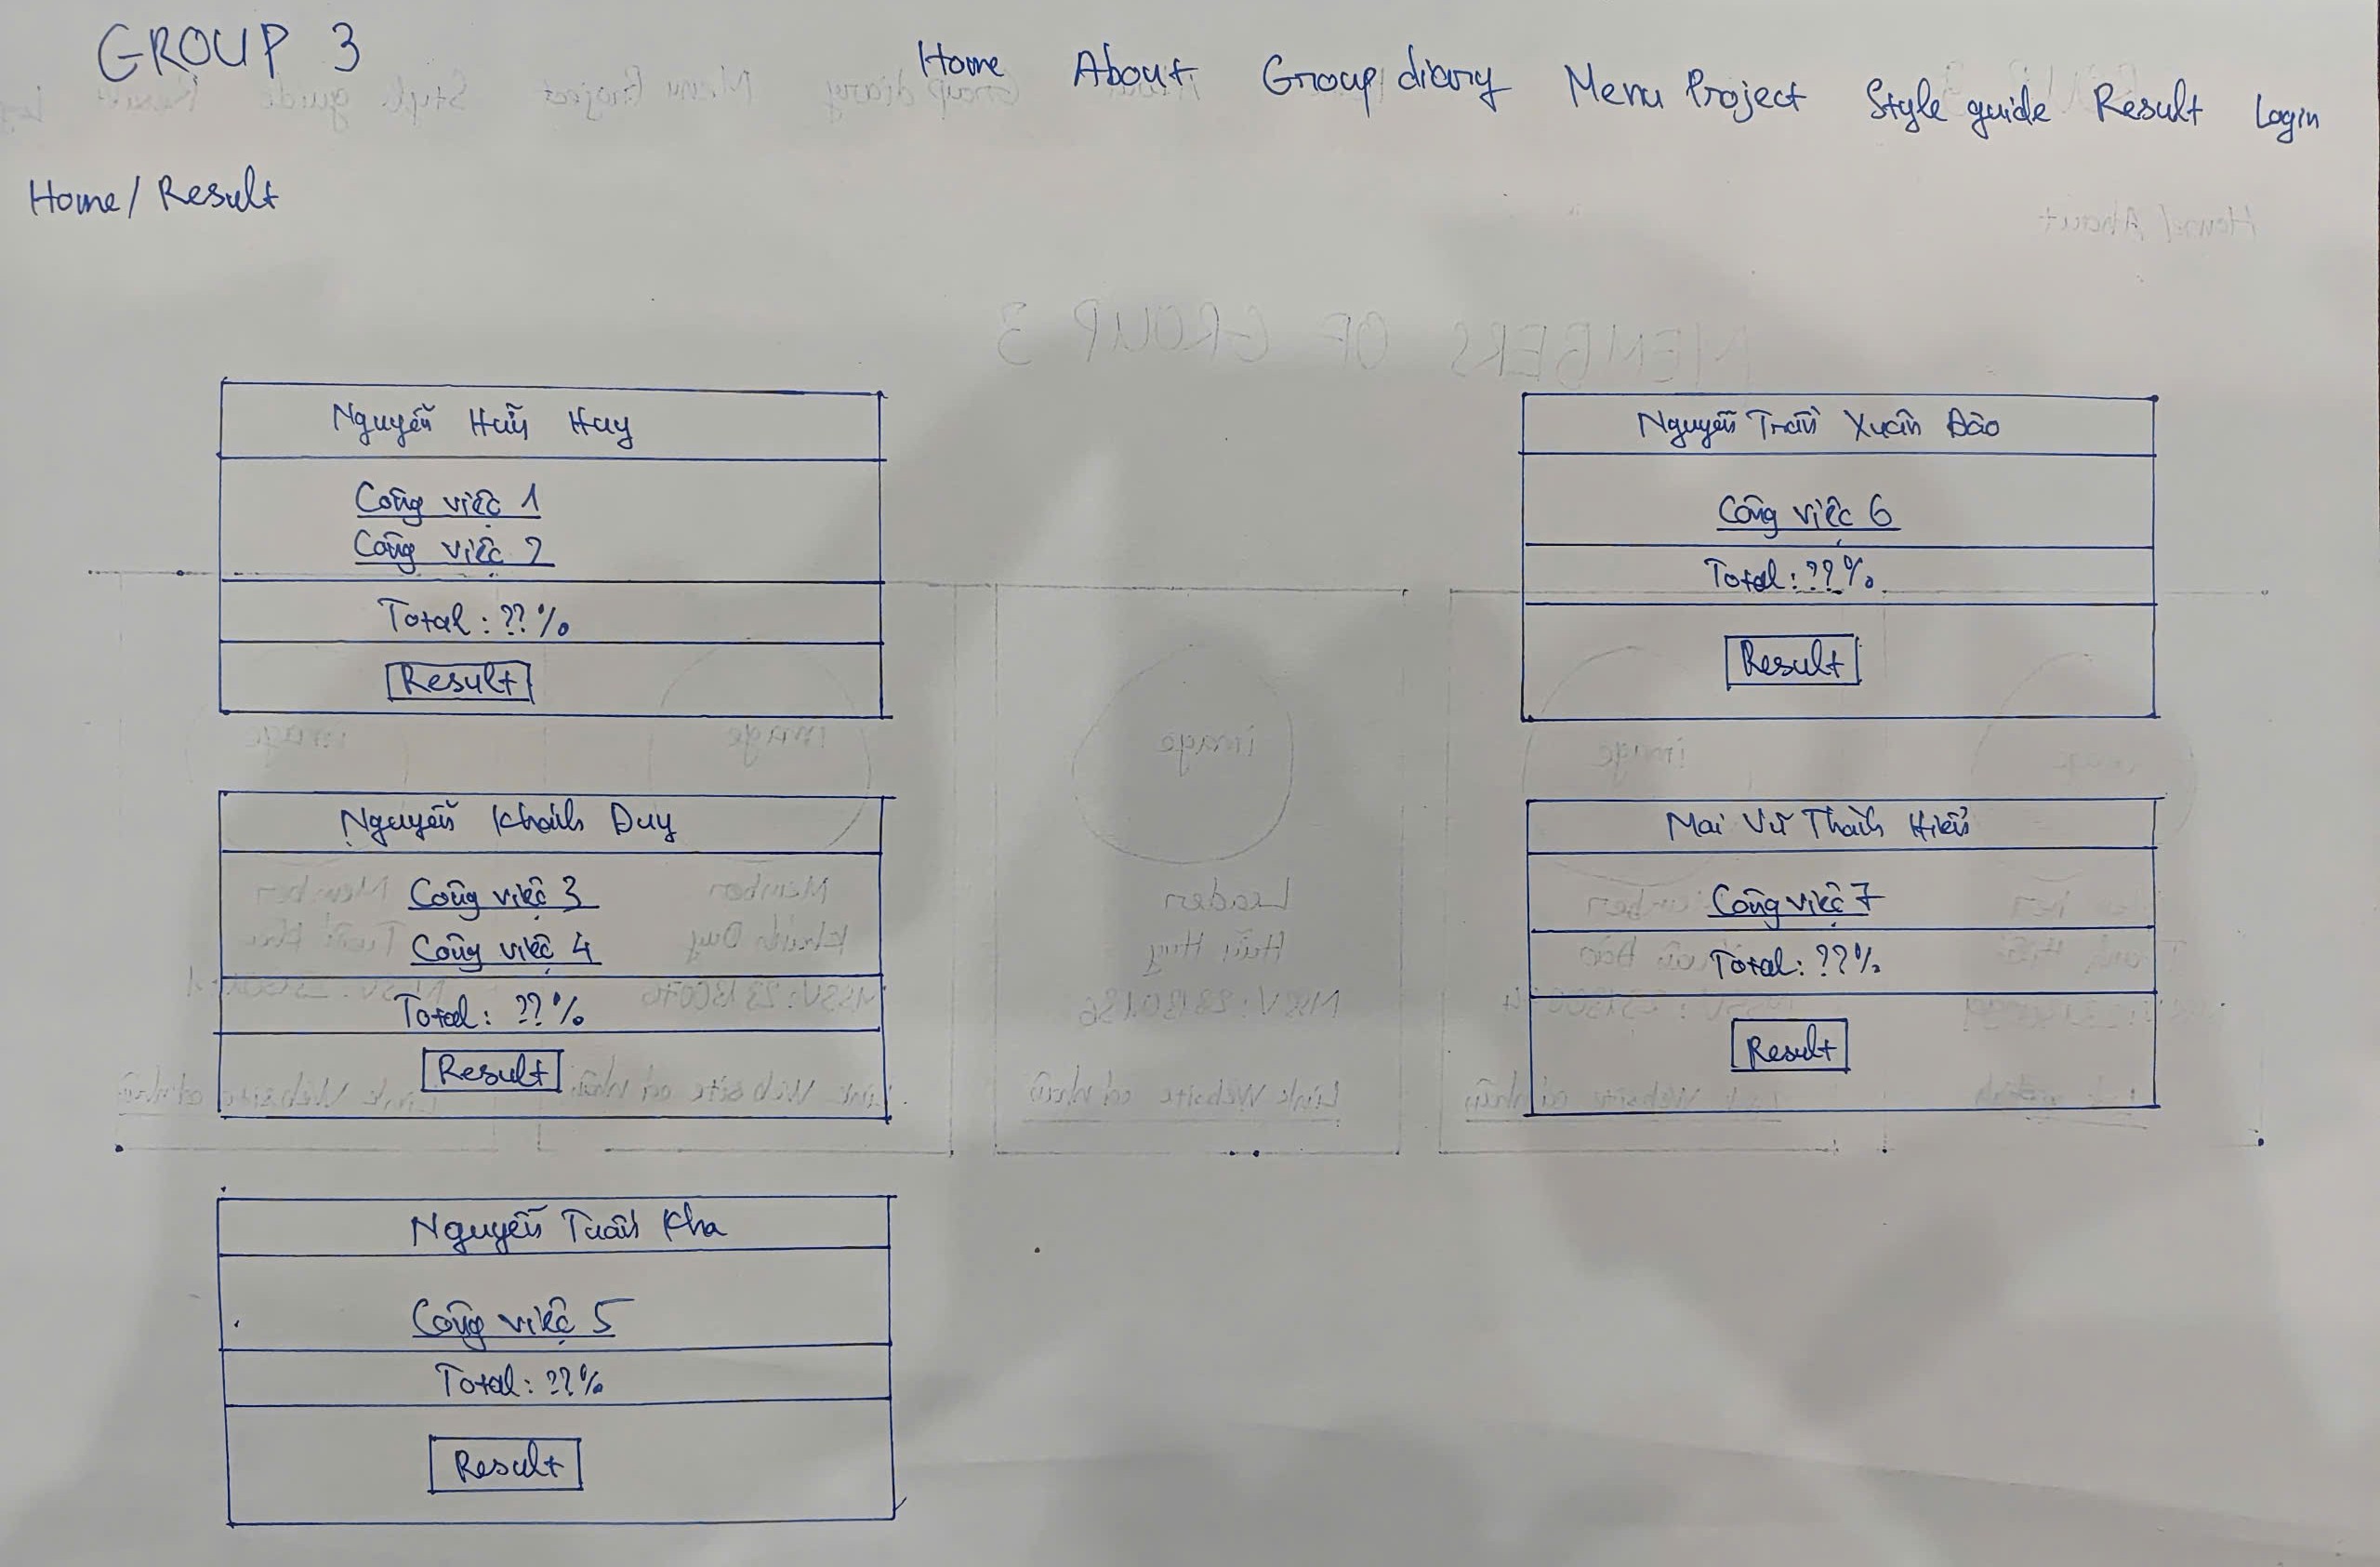 GROUP 3
Home About Group diary Menu Project Style guide Result Login
Home/ Result
Nguyễn Hữu Huy
Công việc 1
Công việc 2
Total: ??%
Result
Nguyễn Trần Xuân Đào
Công việc 6
Total: ??%
Result
Nguyễn Khánh Duy
Công việc 3
Công việc 4
Total: ??%
Result
Mai Vũ Thành Hiển
Công việc 7
Total: ??%
Result
Nguyễn Tuấn Kha
Công việc 5
Total: ??%
Result